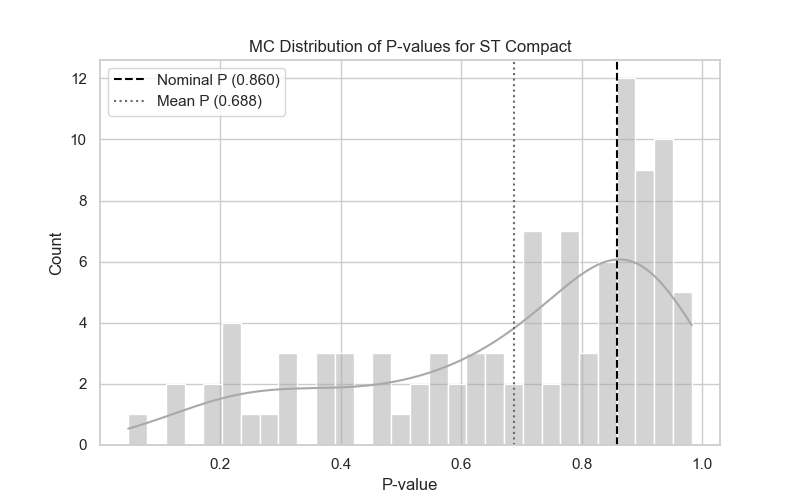 MC Distribution of P-values for ST Compact
Nominal P (0.860)
Mean P (0.688)
12
10
8
6
4
2
0
Count
0.2 0.4 0.6 0.8 1.0
P-value